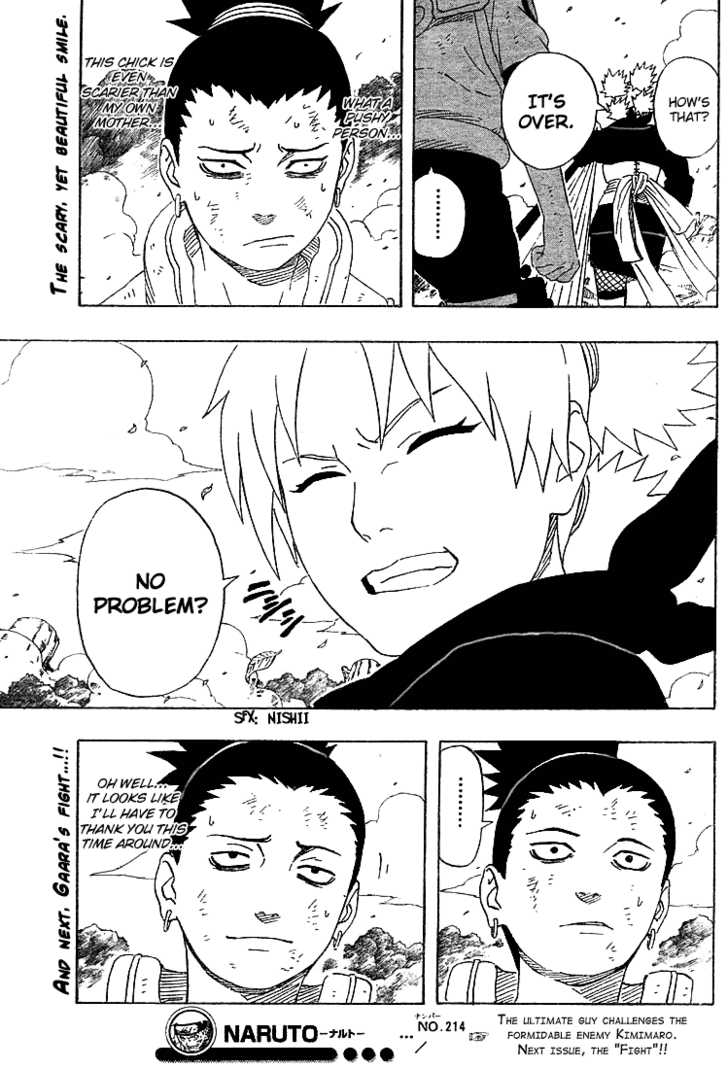 HOW'S
THAT?
IT'S
OVER.
........
WHAT A
PUSHY
PERSON...
THIS CHICK IS
EVEN
SCARIER THAN
MY OWN
MOTHER...
THE SCARY, YET BEAUTIFUL SMILE.
NO
PROBLEM?
SFX: NISHII
........
OH WELL...
IT LOOKS LIKE
I'LL HAVE TO
THANK YOU THIS
TIME AROUND...
AND NEXT, GAARA'S FIGHT...!!
NARUTO ーナルトー
... ナンバー
NO.214
THE ULTIMATE GUY CHALLENGES THE
FORMIDABLE ENEMY KIMIMARO.
NEXT ISSUE, THE "FIGHT"!!